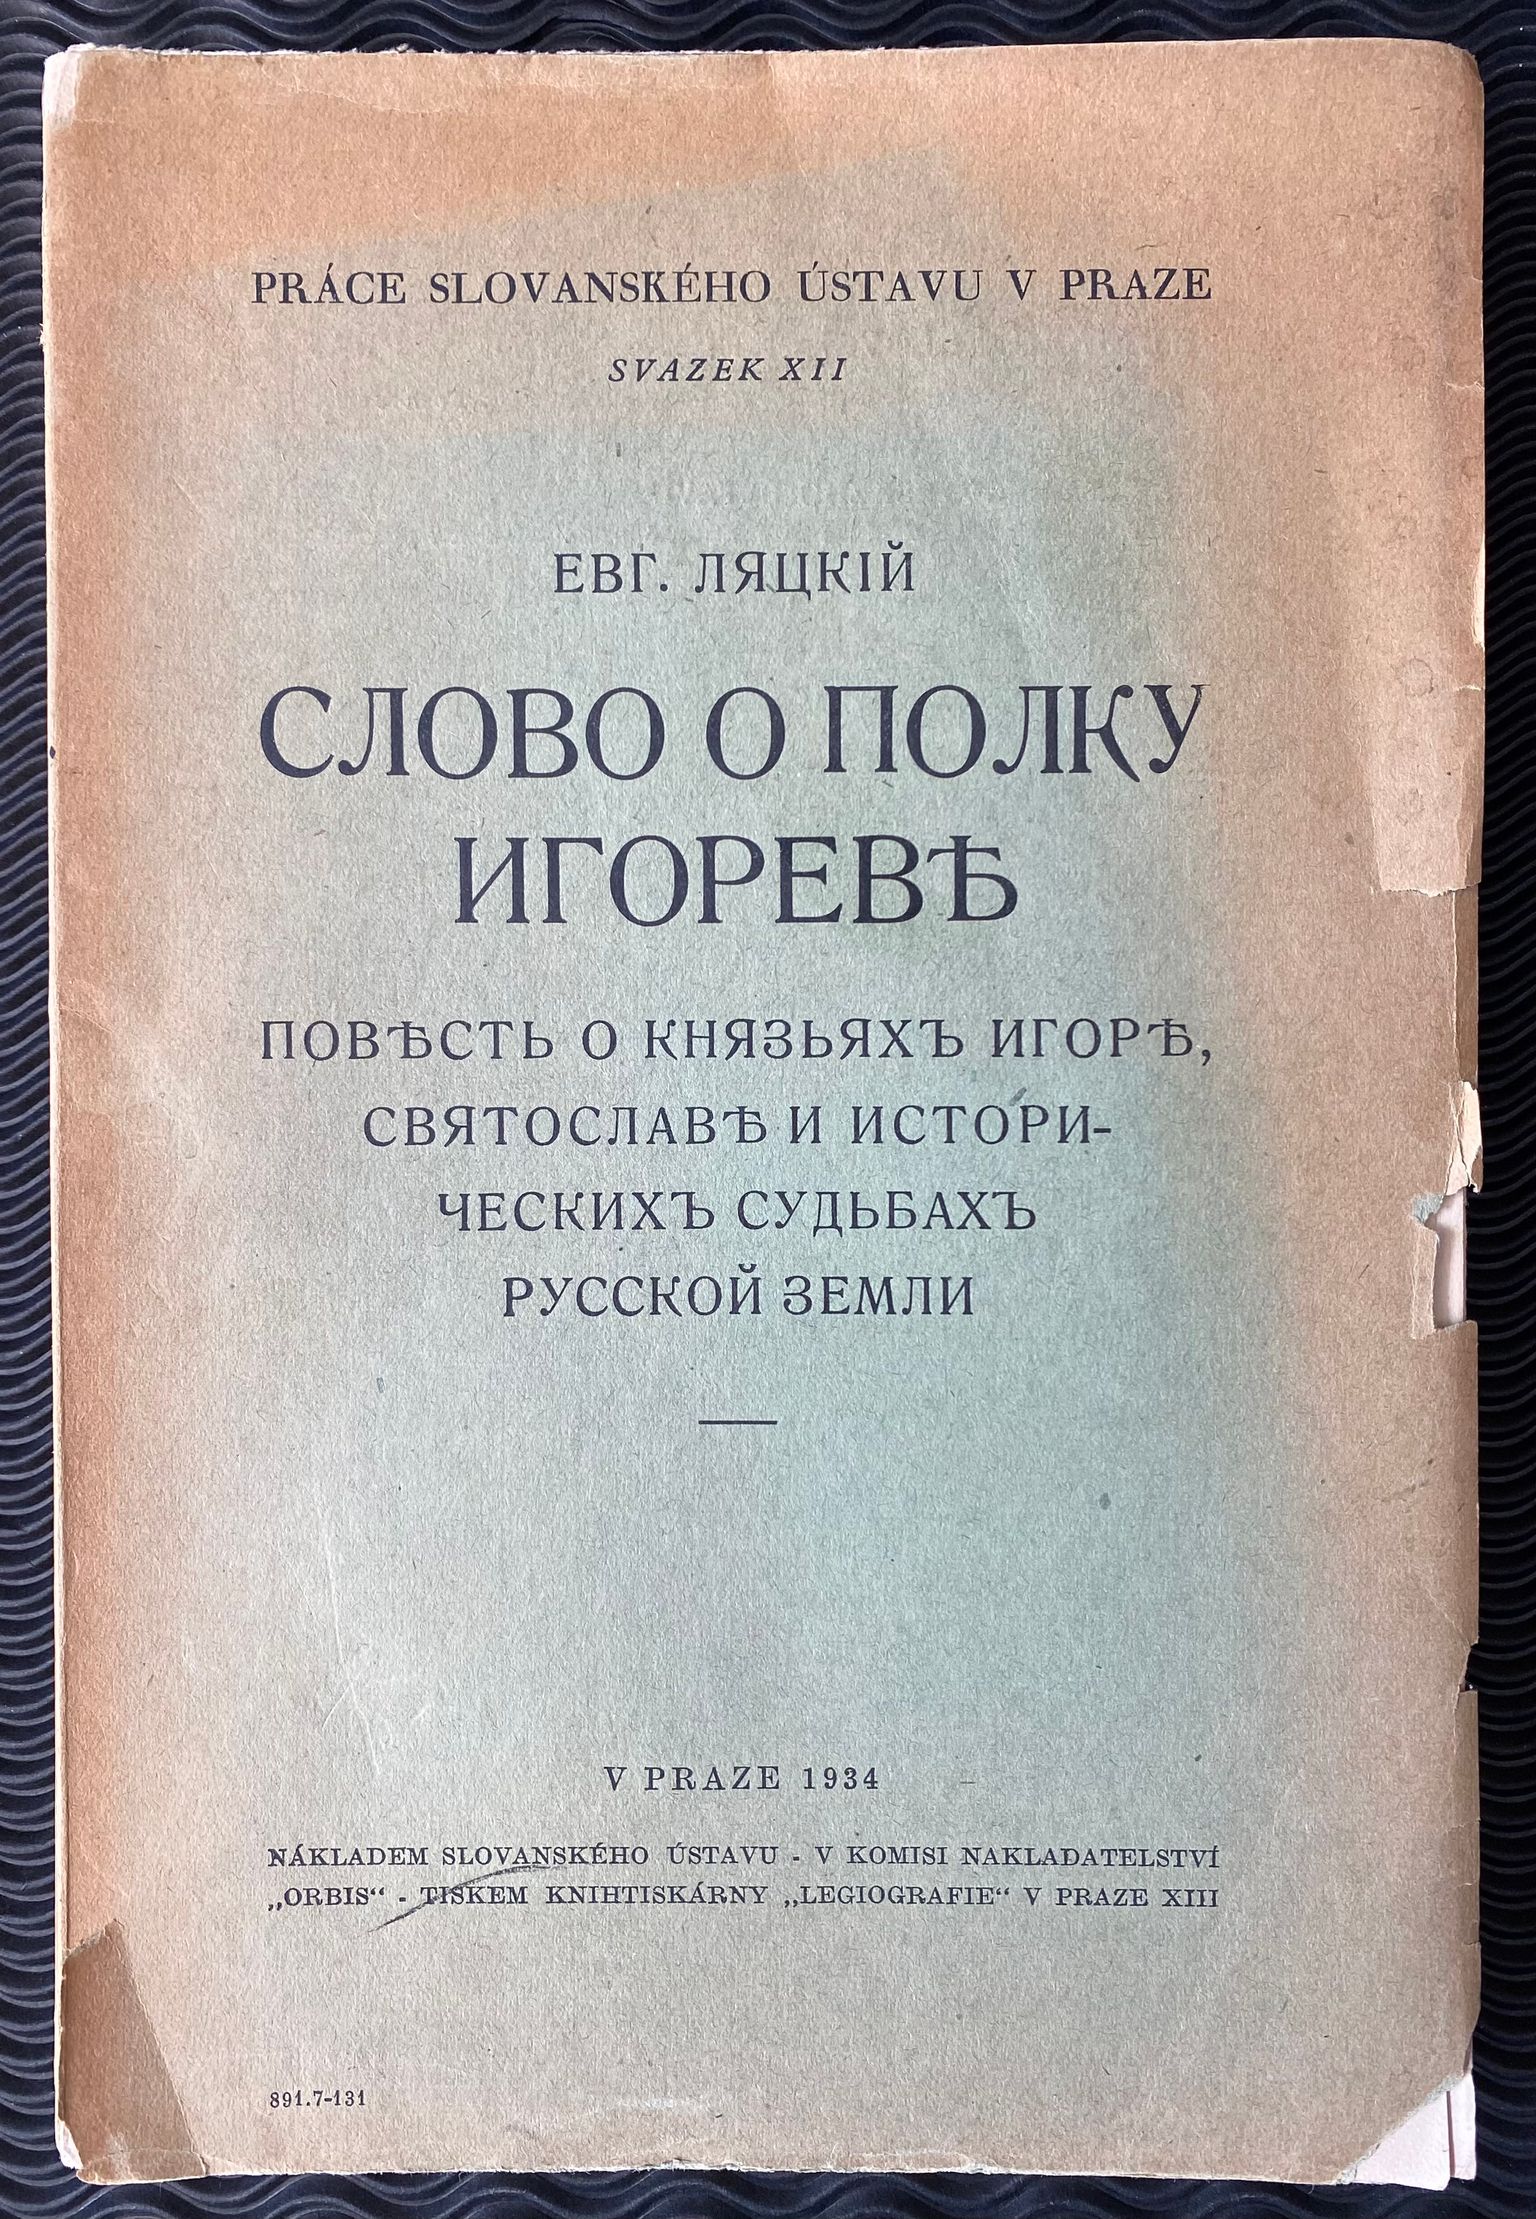 PRÁCE SLOVANSKÉHO ÚSTAVU V PRAZE
SVAZEK XII
ЕВГ. ЛЯЦКІЙ
СЛОВО О ПОЛКУ
ИГОРЕВѢ
ПОВѢСТЬ О КНЯЗЬЯХЪ ИГОРѢ,
СВЯТОСЛАВѢ И ИСТОРИ-
ЧЕСКИХЪ СУДЬБАХЪ
РУССКОЙ ЗЕМЛИ
V PRAZE 1934
NÁKLADEM SLOVANSKÉHO ÚSTAVU - V KOMISI NAKLADATELSTVÍ
„ORBIS“ - TISKEM KNIHTISKÁRNY „LEGIOGRAFIE“ V PRAZE XIII
891.7-131